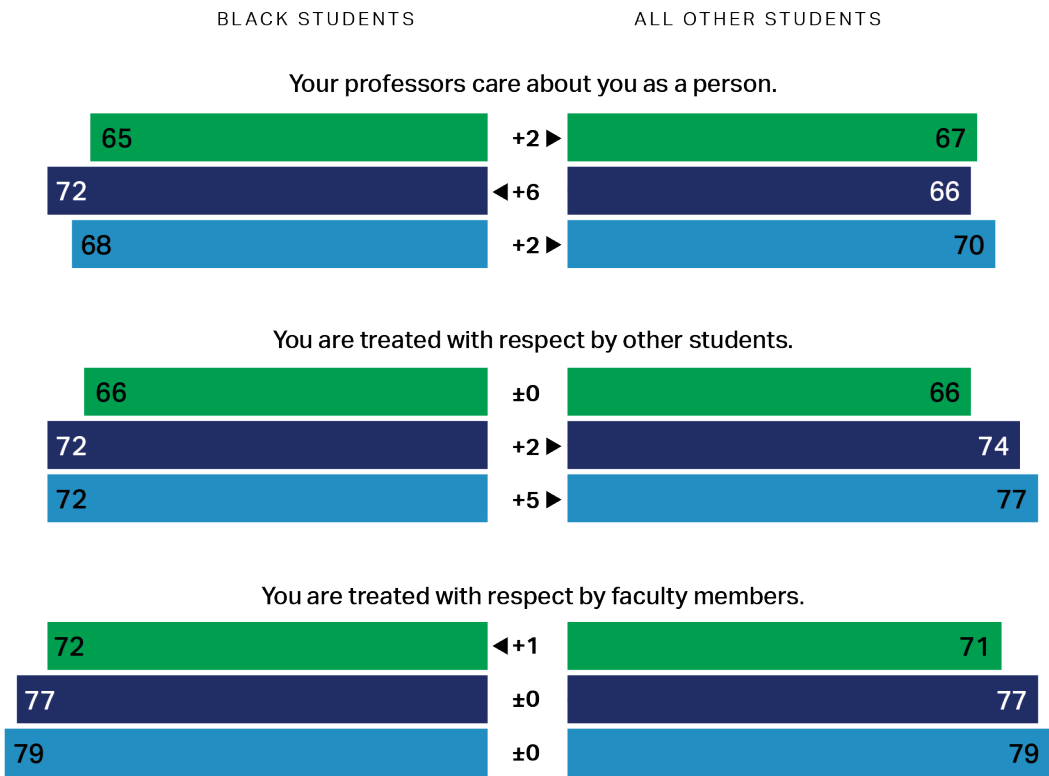 BLACK STUDENTS ALL OTHER STUDENTS
Your professors care about you as a person.
65 +2 ▶ 67
72 ◀ +6 66
68 +2 ▶ 70
You are treated with respect by other students.
66 ±0 66
72 +2 ▶ 74
72 +5 ▶ 77
You are treated with respect by faculty members.
72 ◀ +1 71
77 ±0 77
79 ±0 79